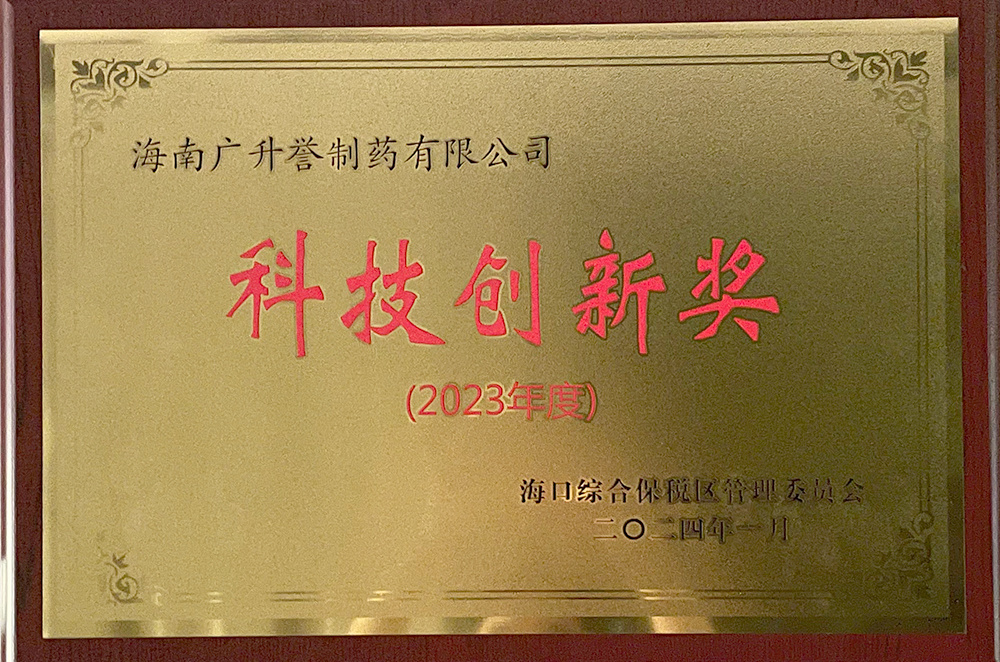 海南广升誉制药有限公司
科技创新奖
(2023年度)
海口综合保税区管理委员会
二〇二四年一月